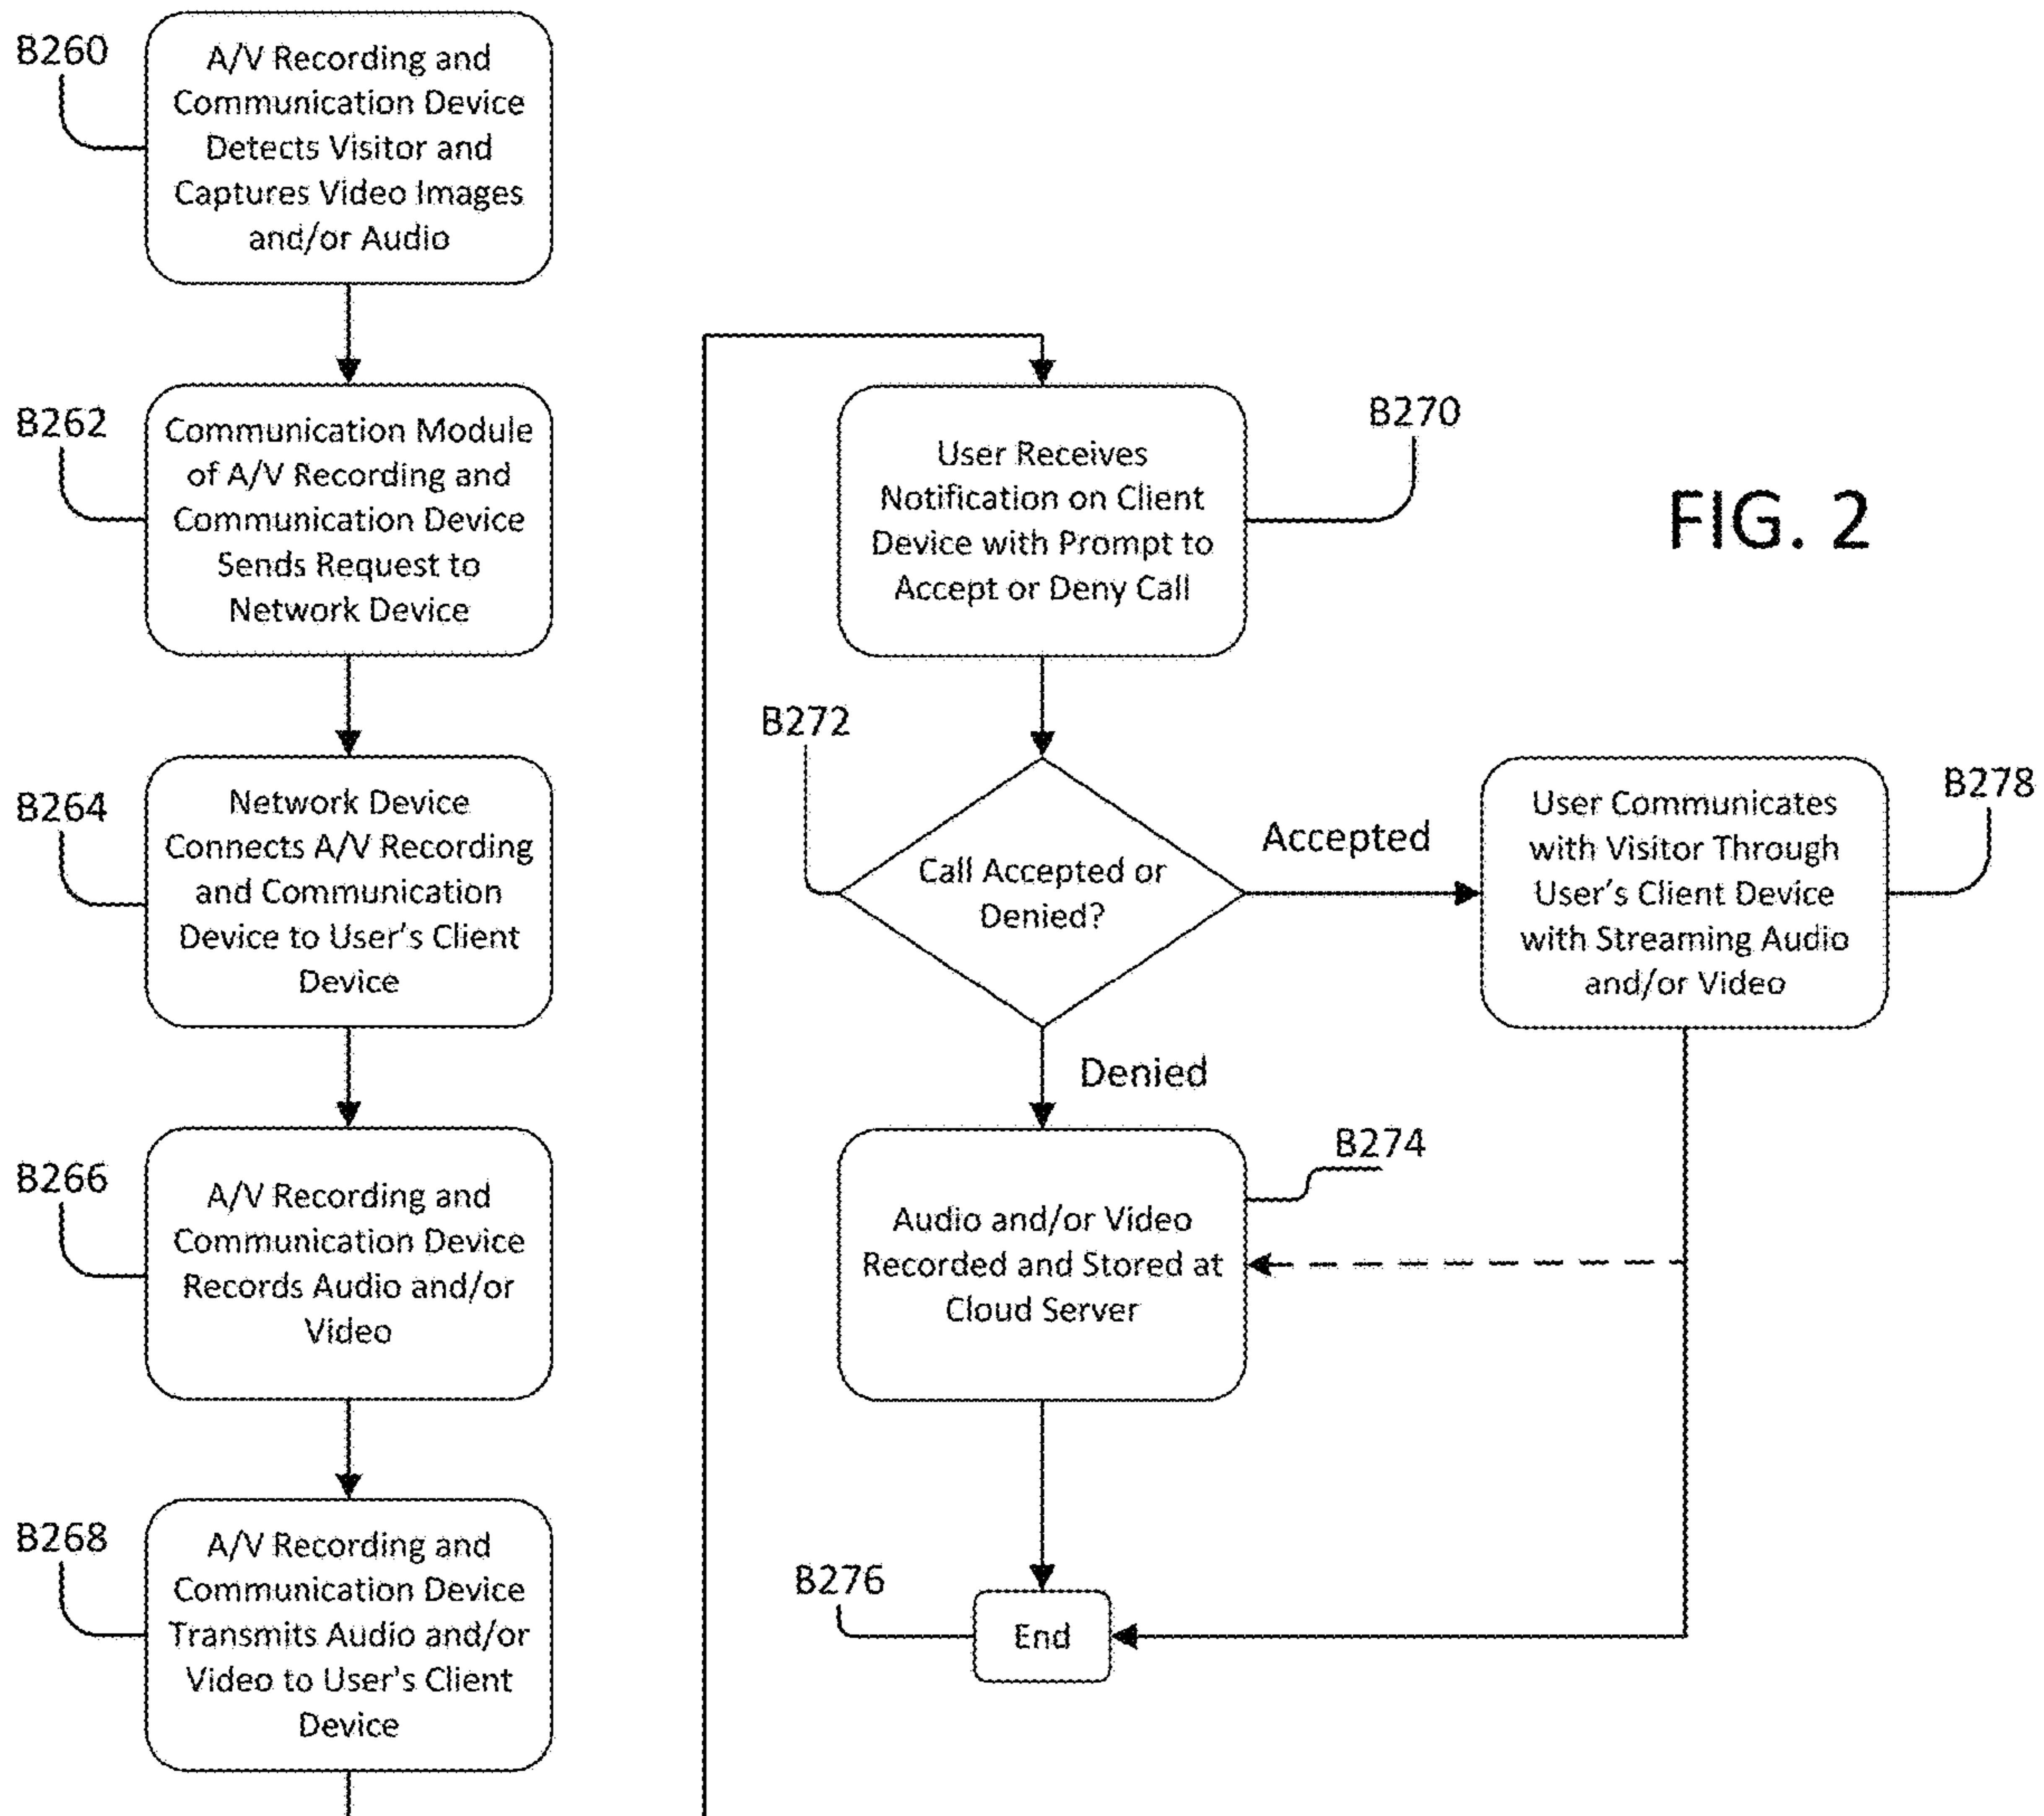 B260
A/V Recording and
Communication Device
Detects Visitor and
Captures Video Images
and/or Audio
B262
Communication Module
of A/V Recording and
Communication Device
Sends Request to
Network Device
B264
Network Device
Connects A/V Recording
and Communication
Device to User's Client
Device
B266
A/V Recording and
Communication Device
Records Audio and/or
Video
B268
A/V Recording and
Communication Device
Transmits Audio and/or
Video to User's Client
Device
B270
User Receives
Notification on Client
Device with Prompt to
Accept or Deny Call
FIG. 2
B272
Call Accepted or
Denied?
Accepted
B278
User Communicates
with Visitor Through
User's Client Device
with Streaming Audio
and/or Video
Denied
B274
Audio and/or Video
Recorded and Stored at
Cloud Server
B276
End